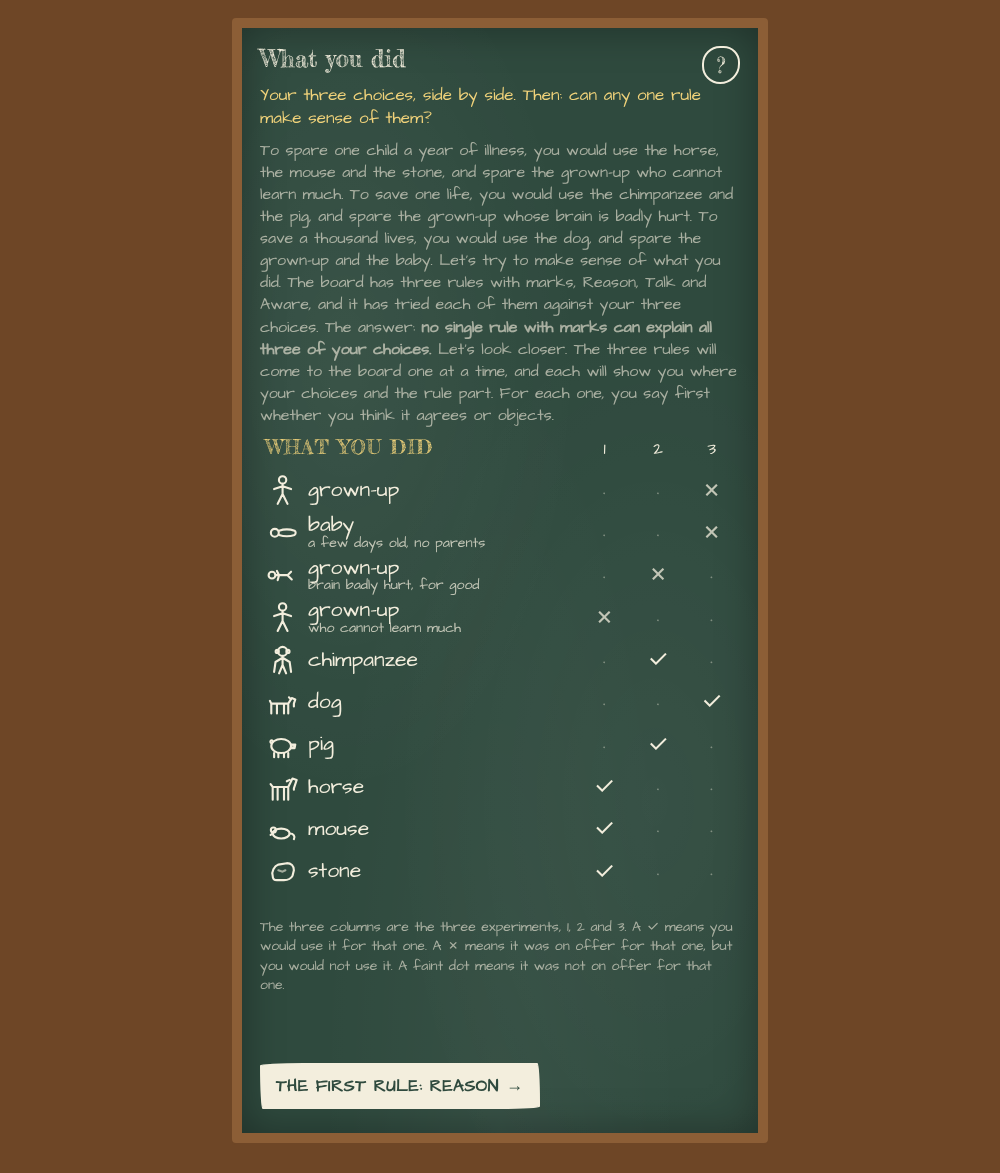 What you did
?
Your three choices, side by side. Then: can any one rule
make sense of them?
To spare one child a year of illness, you would use the horse,
the mouse and the stone, and spare the grown-up who cannot
learn much. To save one life, you would use the chimpanzee and
the pig, and spare the grown-up whose brain is badly hurt. To
save a thousand lives, you would use the dog, and spare the
grown-up and the baby. Let's try to make sense of what you
did. The board has three rules with marks, Reason, Talk and
Aware, and it has tried each of them against your three
choices. The answer: no single rule with marks can explain all
three of your choices. Let's look closer. The three rules will
come to the board one at a time, and each will show you where
your choices and the rule part. For each one, you say first
whether you think it agrees or objects.
WHAT YOU DID 1 2 3
grown-up · · ✕
baby · · ✕
a few days old, no parents
grown-up · ✕ ·
brain badly hurt, for good
grown-up ✕ · ·
who cannot learn much
chimpanzee · ✓ ·
dog · · ✓
pig · ✓ ·
horse ✓ · ·
mouse ✓ · ·
stone ✓ · ·
The three columns are the three experiments, 1, 2 and 3. A ✓ means you
would use it for that one. A ✕ means it was on offer for that one, but
you would not use it. A faint dot means it was not on offer for that
one.
THE FIRST RULE: REASON →